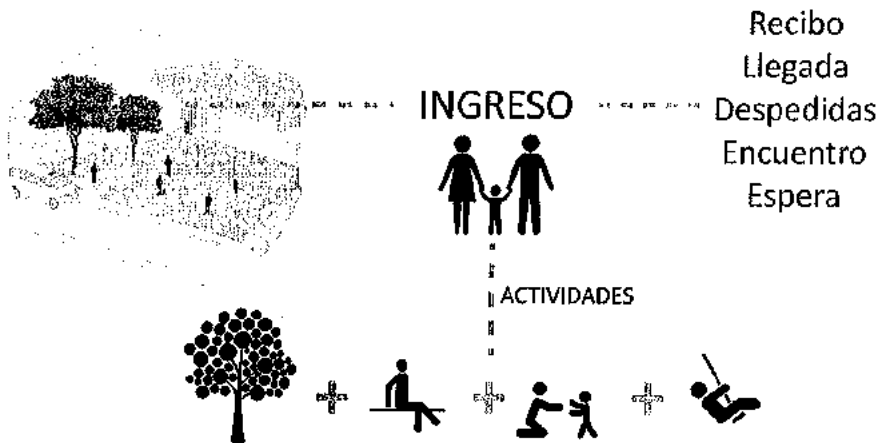 Recibo
Llegada
INGRESO
Despedidas
Encuentro
Espera
ACTIVIDADES